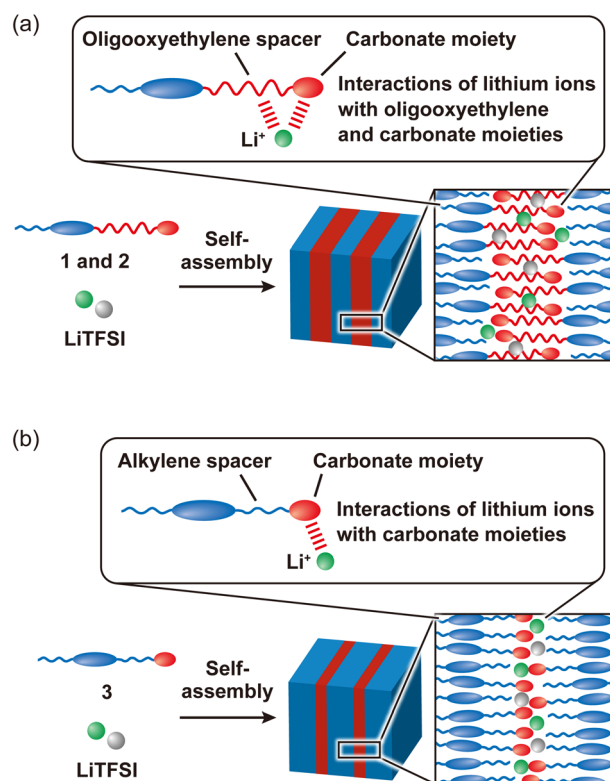 (a)
Oligooxyethylene spacer
Carbonate moiety
Interactions of lithium ions
with oligooxyethylene
and carbonate moieties
Li⁺
1 and 2
LiTFSI
Self-
assembly
(b)
Alkylene spacer
Carbonate moiety
Interactions of lithium ions
with carbonate moieties
Li⁺
3
LiTFSI
Self-
assembly